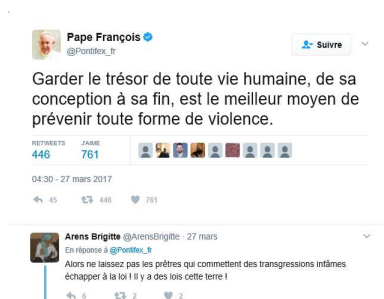 Pape François
@Pontifex_fr
Suivre
Garder le trésor de toute vie humaine, de sa
conception à sa fin, est le meilleur moyen de
prévenir toute forme de violence.
RETWEETS J'AIME
446 761
04:30 - 27 mars 2017
45 446 761
Arens Brigitte @ArensBrigitte · 27 mars
En réponse à @Pontifex_fr
Alors ne laissez pas les prêtres qui commettent des transgressions infâmes
échapper à la loi ! Il y a des lois cette terre !
6 2 2